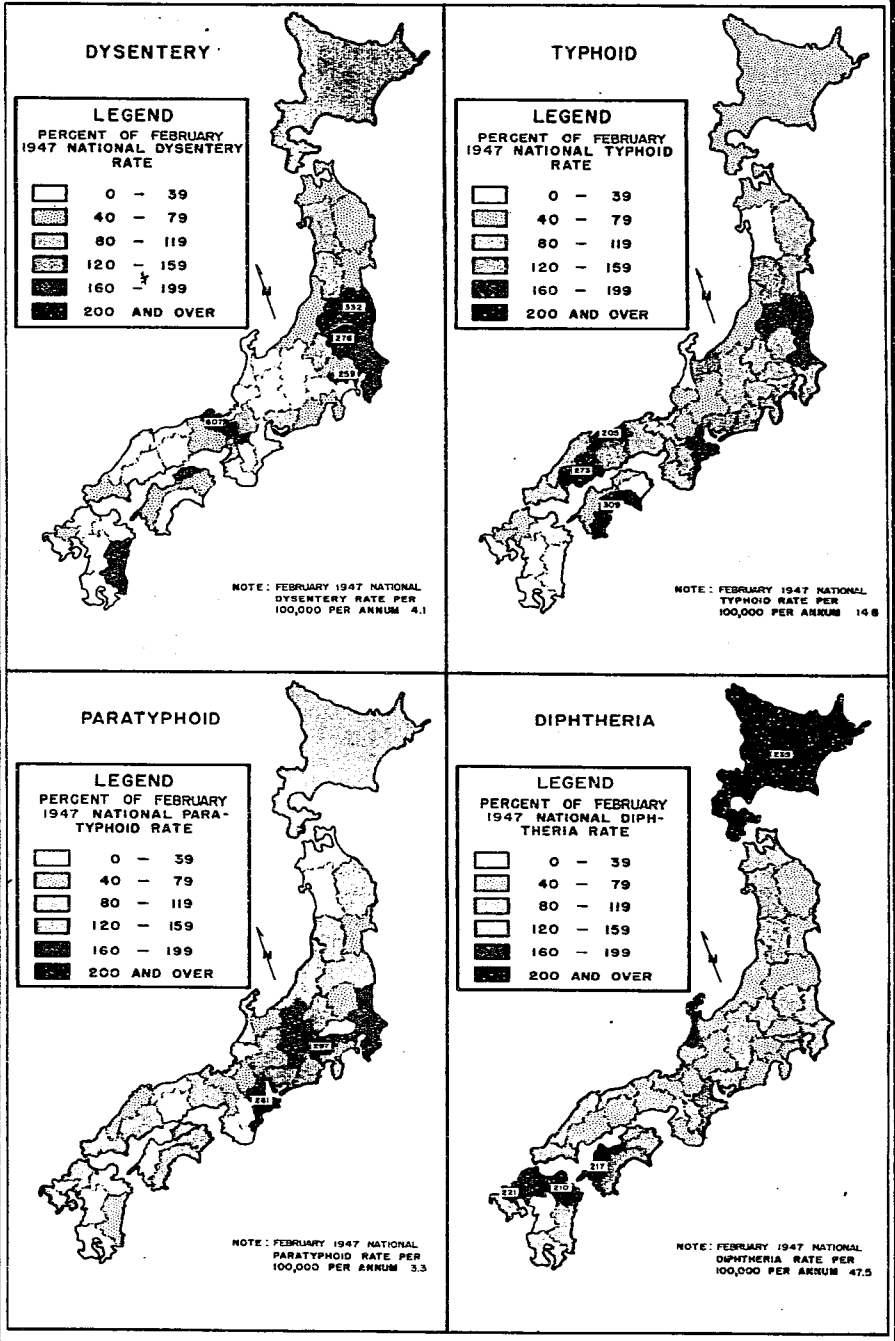 DYSENTERY
LEGEND
PERCENT OF FEBRUARY
1947 NATIONAL DYSENTERY
RATE
0 – 39
40 – 79
80 – 119
120 – 159
160 – 199
200 AND OVER
N
332
276
259
607
NOTE: FEBRUARY 1947 NATIONAL
DYSENTERY RATE PER
100,000 PER ANNUM 4.1
TYPHOID
LEGEND
PERCENT OF FEBRUARY
1947 NATIONAL TYPHOID
RATE
0 – 39
40 – 79
80 – 119
120 – 159
160 – 199
200 AND OVER
N
205
273
309
NOTE: FEBRUARY 1947 NATIONAL
TYPHOID RATE PER
100,000 PER ANNUM
PARATYPHOID
LEGEND
PERCENT OF FEBRUARY
1947 NATIONAL PARA-
TYPHOID RATE
0 – 39
40 – 79
80 – 119
120 – 159
160 – 199
200 AND OVER
N
297
281
NOTE: FEBRUARY 1947 NATIONAL
PARATYPHOID RATE PER
100,000 PER ANNUM 3.3
DIPHTHERIA
LEGEND
PERCENT OF FEBRUARY
1947 NATIONAL DIPH-
THERIA RATE
0 – 39
40 – 79
80 – 119
120 – 159
160 – 199
200 AND OVER
N
217
221
210
NOTE: FEBRUARY 1947 NATIONAL
DIPHTHERIA RATE PER
100,000 PER ANNUM 47.5